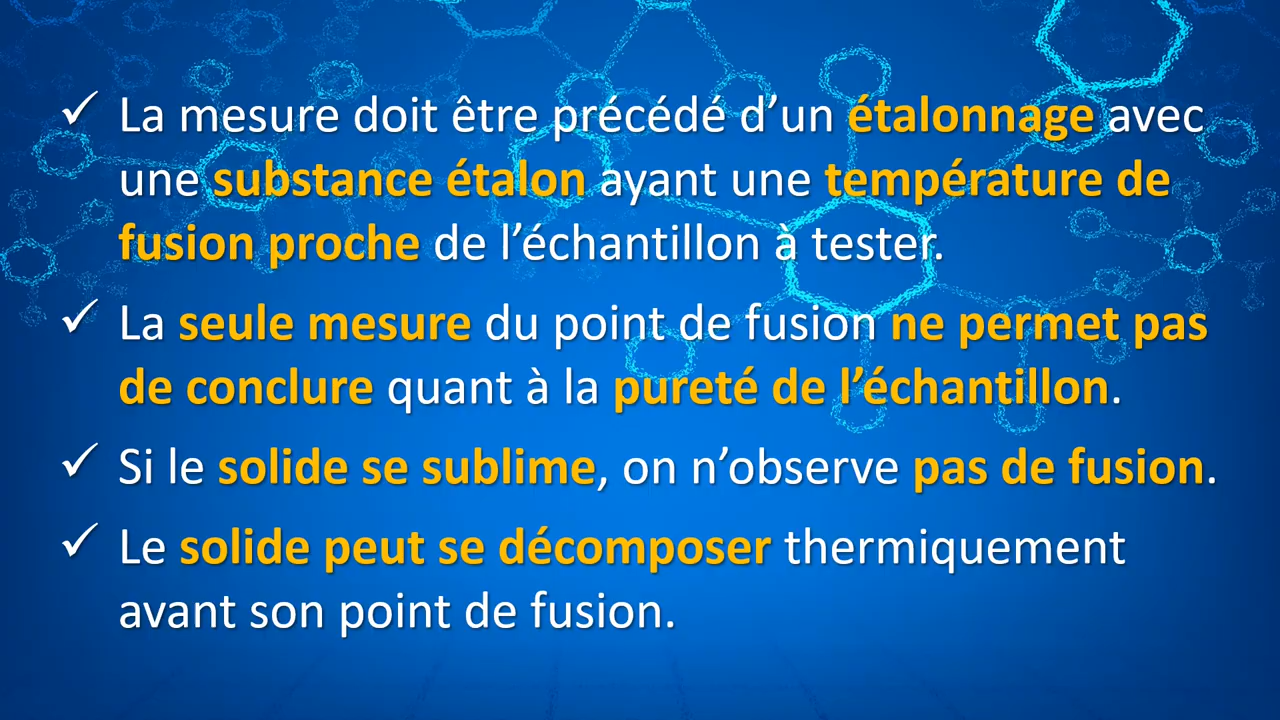 ✓ La mesure doit être précédé d’un étalonnage avec
une substance étalon ayant une température de
fusion proche de l’échantillon à tester.
✓ La seule mesure du point de fusion ne permet pas
de conclure quant à la pureté de l’échantillon.
✓ Si le solide se sublime, on n’observe pas de fusion.
✓ Le solide peut se décomposer thermiquement
avant son point de fusion.